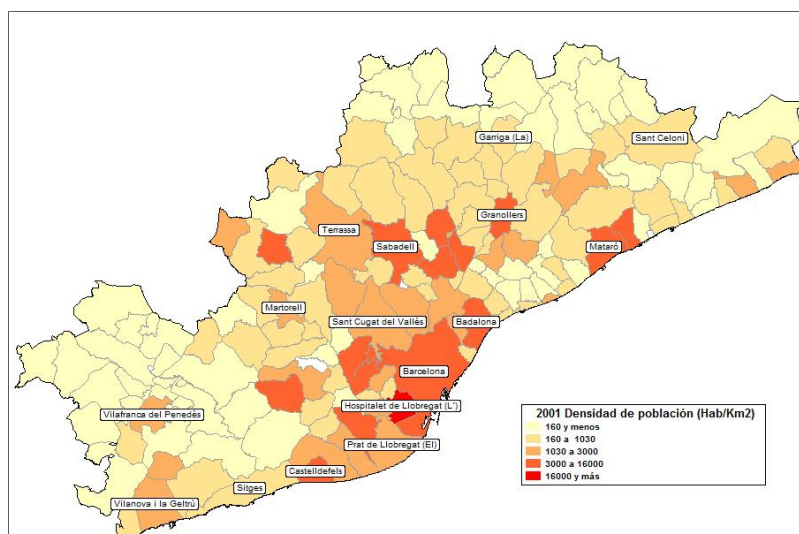 Garriga (La)
Sant Celoni
Granollers
Terrassa
Sabadell
Mataró
Martorell
Sant Cugat del Vallès
Badalona
Barcelona
Hospitalet de Llobregat (L')
Vilafranca del Penedès
Prat de Llobregat (El)
Castelldefels
Sitges
Vilanova i la Geltrú
2001 Densidad de población (Hab/Km2)
160 y menos
160 a 1030
1030 a 3000
3000 a 16000
16000 y más